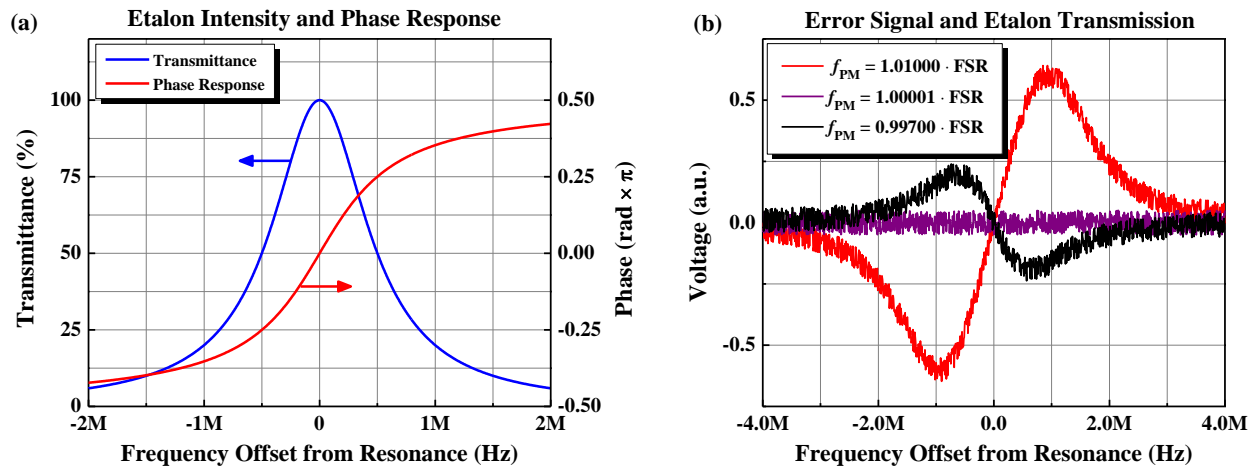 (a)
Etalon Intensity and Phase Response
Transmittance
Phase Response
Transmittance (%)
100
75
50
25
0
0.50
0.25
0.00
-0.25
-0.50
Phase (rad × π)
-2M
-1M
0
1M
2M
Frequency Offset from Resonance (Hz)
(b)
Error Signal and Etalon Transmission
fPM = 1.01000 · FSR
fPM = 1.00001 · FSR
fPM = 0.99700 · FSR
Voltage (a.u.)
0.5
0.0
-0.5
-4.0M
-2.0M
0.0
2.0M
4.0M
Frequency Offset from Resonance (Hz)